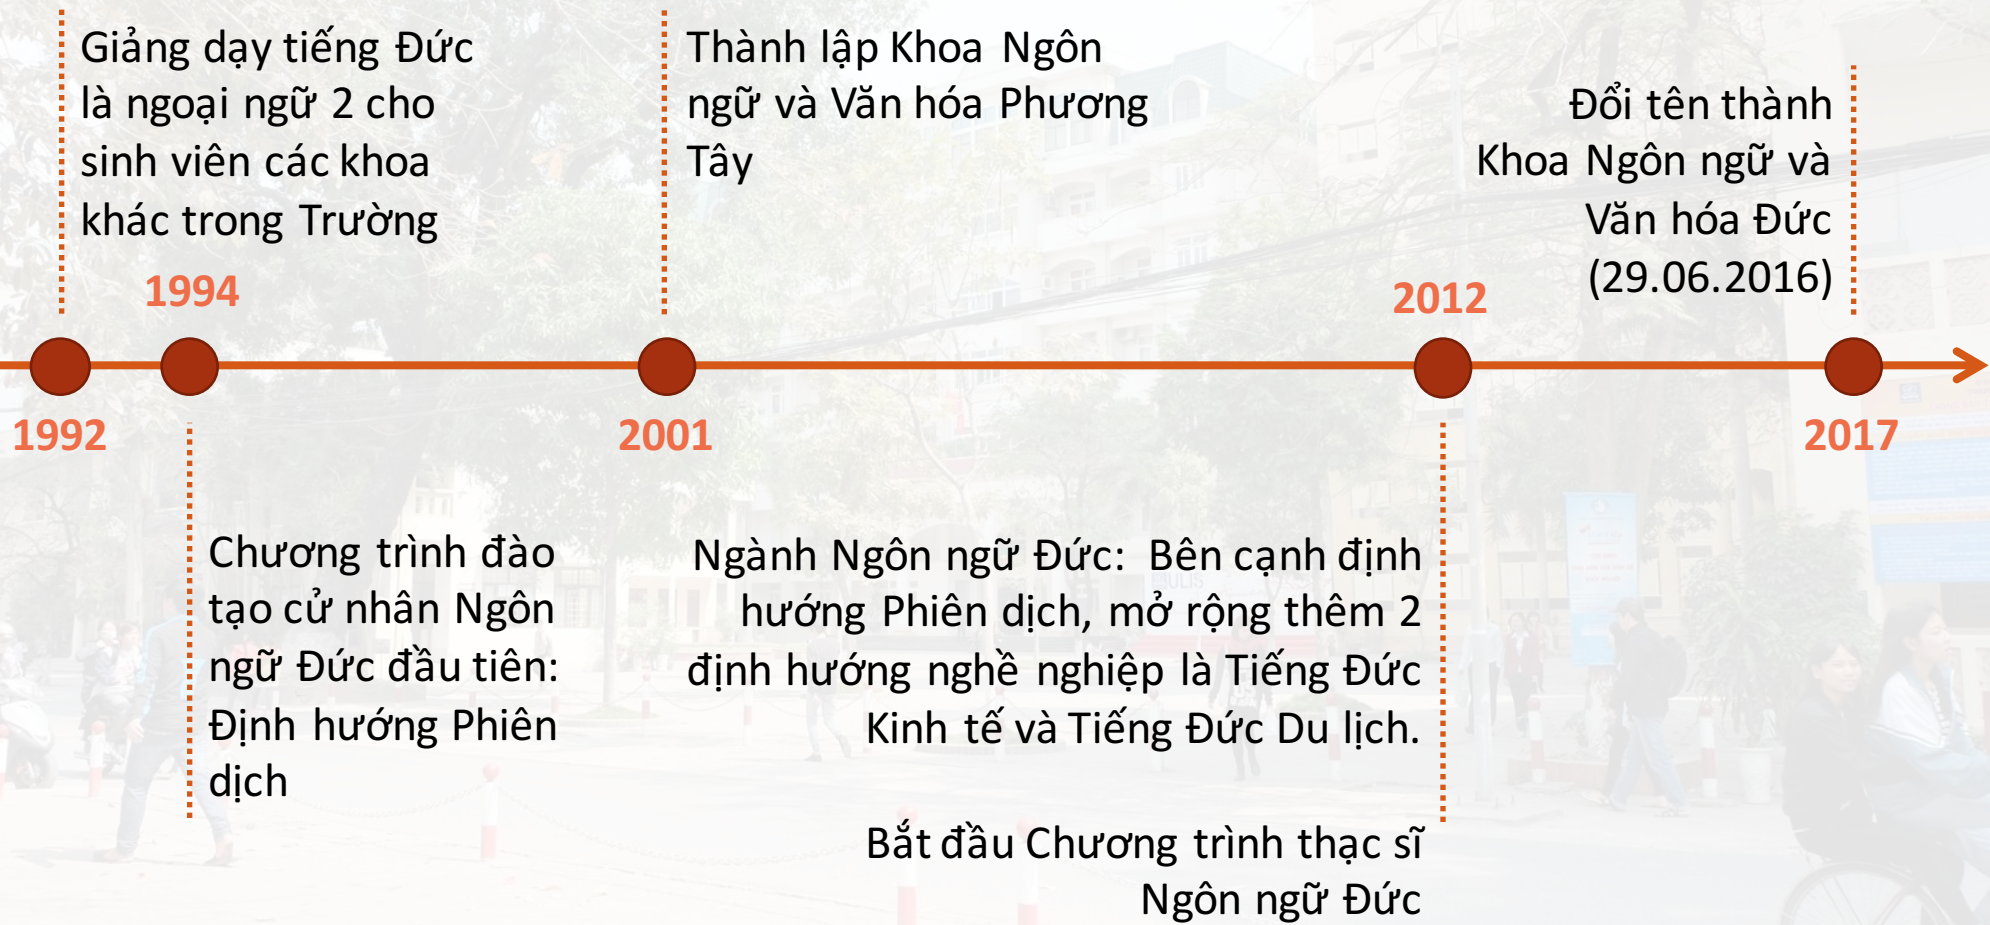 Giảng dạy tiếng Đức
là ngoại ngữ 2 cho
sinh viên các khoa
khác trong Trường
1994
Thành lập Khoa Ngôn
ngữ và Văn hóa Phương
Tây
2012
Đổi tên thành
Khoa Ngôn ngữ và
Văn hóa Đức
(29.06.2016)
1992
2001
2017
Chương trình đào
tạo cử nhân Ngôn
ngữ Đức đầu tiên:
Định hướng Phiên
dịch
Ngành Ngôn ngữ Đức: Bên cạnh định
hướng Phiên dịch, mở rộng thêm 2
định hướng nghề nghiệp là Tiếng Đức
Kinh tế và Tiếng Đức Du lịch.
Bắt đầu Chương trình thạc sĩ
Ngôn ngữ Đức
ULIS